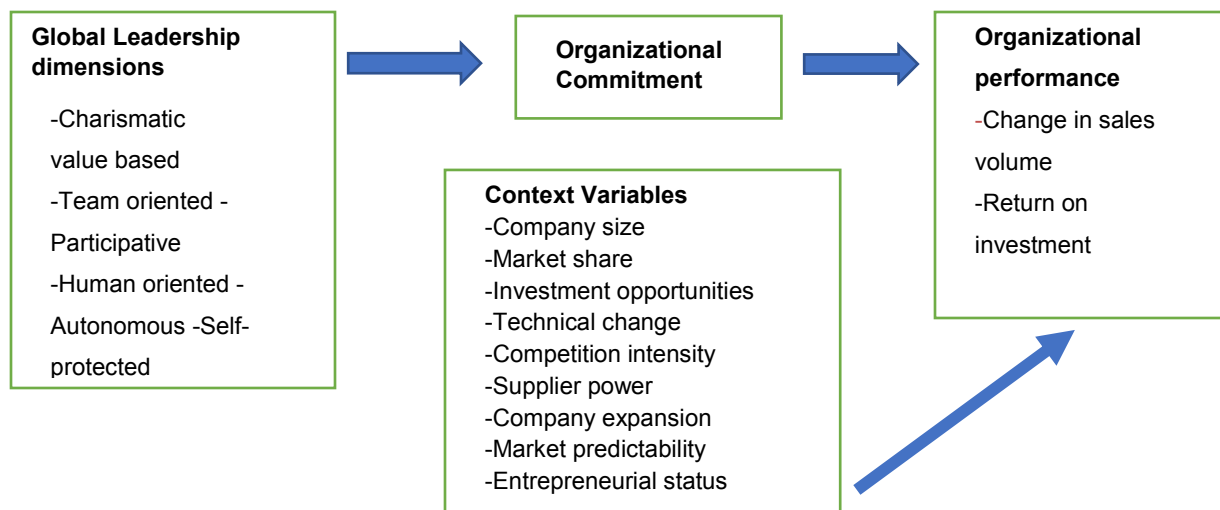 Global Leadership
dimensions
-Charismatic
value based
-Team oriented -
Participative
-Human oriented -
Autonomous -Self-
protected
Organizational
Commitment
Context Variables
-Company size
-Market share
-Investment opportunities
-Technical change
-Competition intensity
-Supplier power
-Company expansion
-Market predictability
-Entrepreneurial status
Organizational
performance
-Change in sales
volume
-Return on
investment